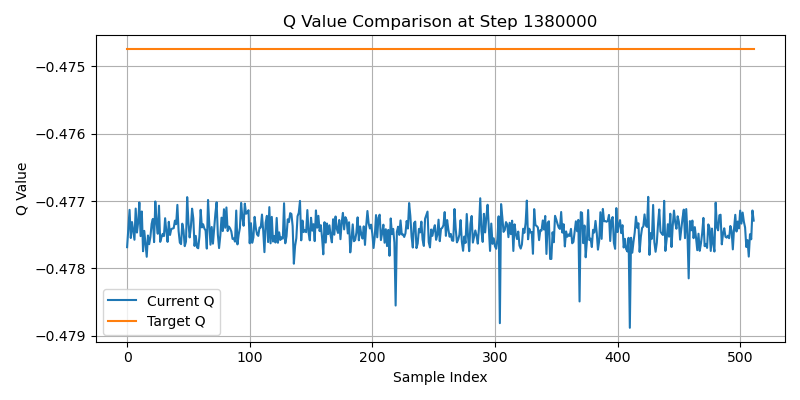 Q Value Comparison at Step 1380000
Q Value
−0.475
−0.476
−0.477
−0.478
−0.479
Current Q
Target Q
0 100 200 300 400 500
Sample Index